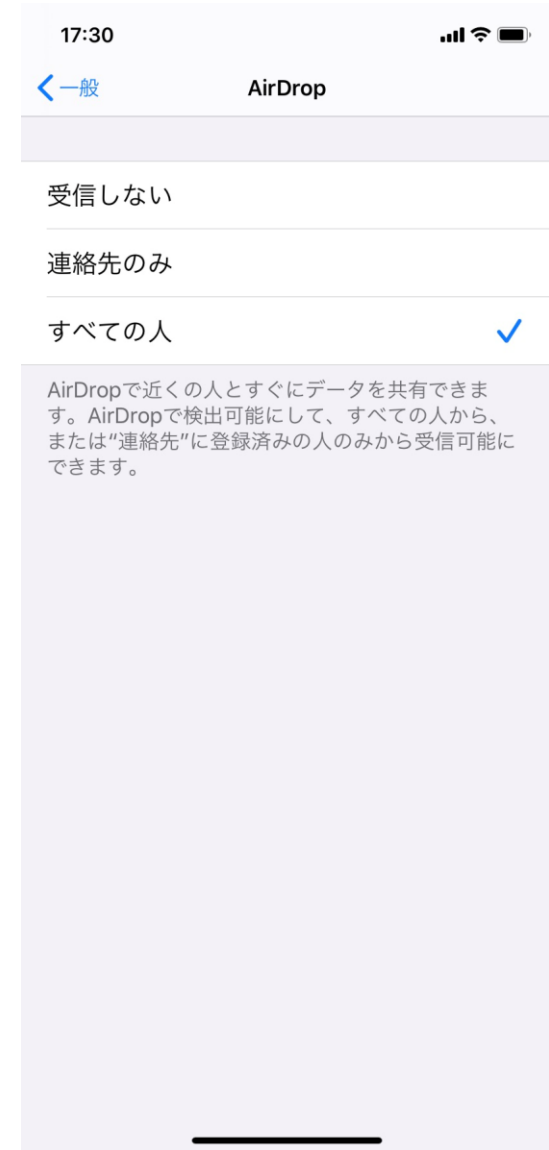 17:30
一般
AirDrop
受信しない
連絡先のみ
すべての人
AirDropで近くの人とすぐにデータを共有できま
す。AirDropで検出可能にして、すべての人から、
または“連絡先”に登録済みの人のみから受信可能に
できます。